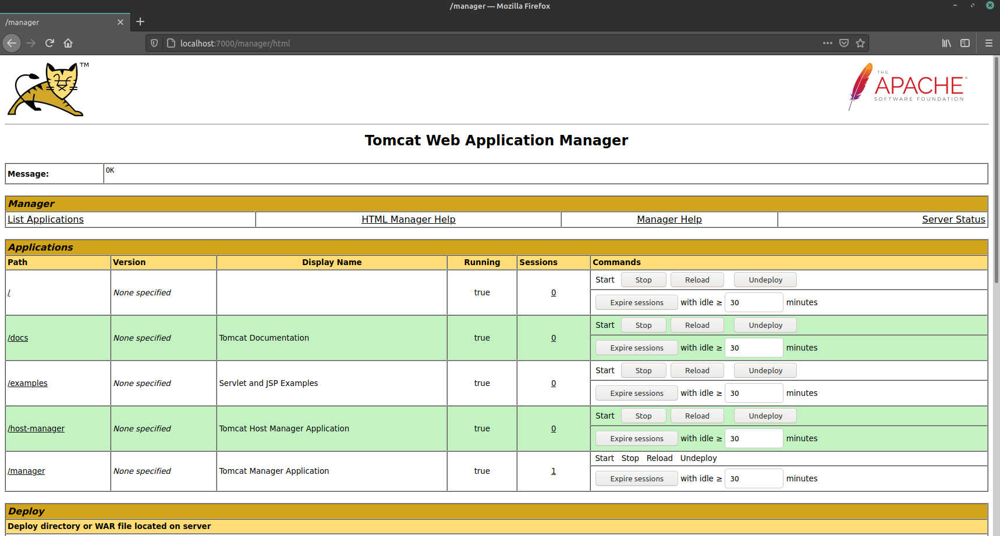 /manager — Mozilla Firefox
/manager
localhost:7000/manager/html
TM
THE
APACHE®
SOFTWARE FOUNDATION
Tomcat Web Application Manager
Message: OK
Manager
List Applications HTML Manager Help Manager Help Server Status
Applications
Path Version Display Name Running Sessions Commands
Start Stop Reload Undeploy
/ None specified true 0
Expire sessions with idle ≥ 30 minutes
Start Stop Reload Undeploy
/docs None specified Tomcat Documentation true 0
Expire sessions with idle ≥ 30 minutes
Start Stop Reload Undeploy
/examples None specified Servlet and JSP Examples true 0
Expire sessions with idle ≥ 30 minutes
Start Stop Reload Undeploy
/host-manager None specified Tomcat Host Manager Application true 0
Expire sessions with idle ≥ 30 minutes
Start Stop Reload Undeploy
/manager None specified Tomcat Manager Application true 1
Expire sessions with idle ≥ 30 minutes
Deploy
Deploy directory or WAR file located on server